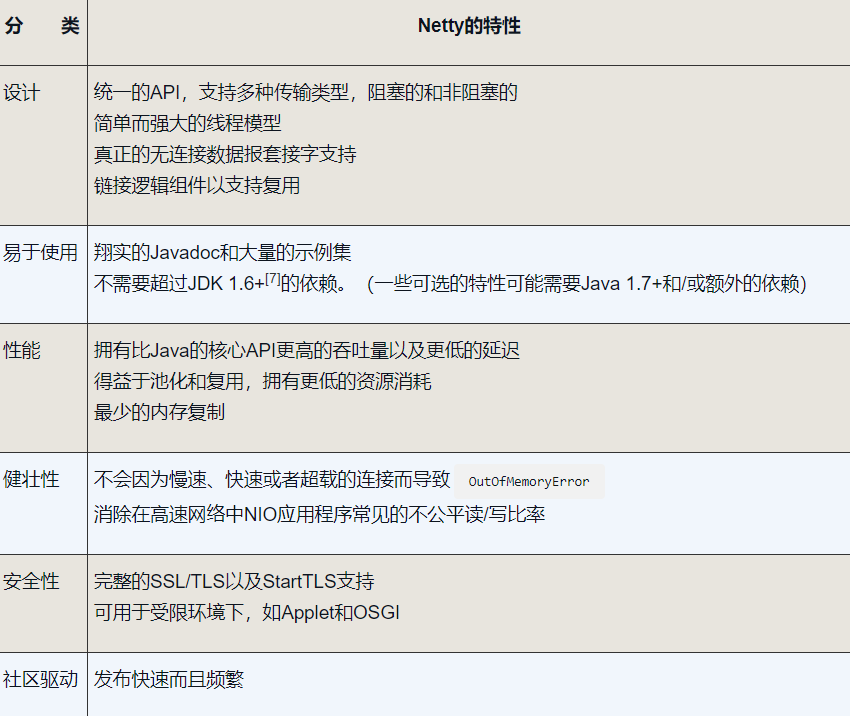 分 类 Netty的特性
设计 统一的API，支持多种传输类型，阻塞的和非阻塞的
简单而强大的线程模型
真正的无连接数据报套接字支持
链接逻辑组件以支持复用
易于使用 翔实的Javadoc和大量的示例集
不需要超过JDK 1.6+[7]的依赖。（一些可选的特性可能需要Java 1.7+和/或额外的依赖）
性能 拥有比Java的核心API更高的吞吐量以及更低的延迟
得益于池化和复用，拥有更低的资源消耗
最少的内存复制
健壮性 不会因为慢速、快速或者超载的连接而导致 OutOfMemoryError
消除在高速网络中NIO应用程序常见的不公平读/写比率
安全性 完整的SSL/TLS以及StartTLS支持
可用于受限环境下，如Applet和OSGI
社区驱动 发布快速而且频繁